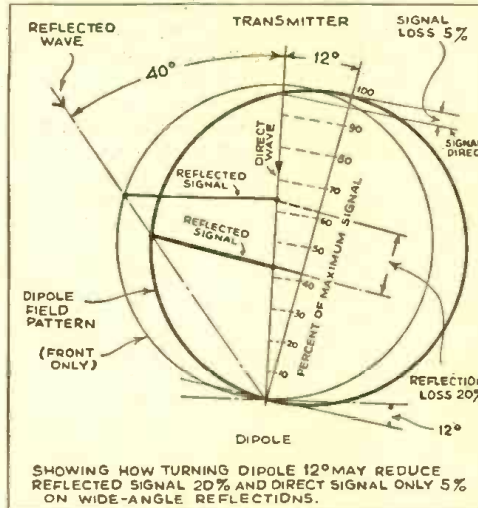 TRANSMITTER
REFLECTED
WAVE
SIGNAL
LOSS 5%
40°
12°
100
90
80
70
60
50
40
30
20
10
SIGNAL
DIRECT
DIRECT
WAVE
REFLECTED
SIGNAL
REFLECTED
SIGNAL
PERCENT OF MAXIMUM SIGNAL
DIPOLE
FIELD
PATTERN
(FRONT
ONLY)
REFLECTION
LOSS 20%
12°
DIPOLE
SHOWING HOW TURNING DIPOLE 12° MAY REDUCE
REFLECTED SIGNAL 20% AND DIRECT SIGNAL ONLY 5%
ON WIDE-ANGLE REFLECTIONS.